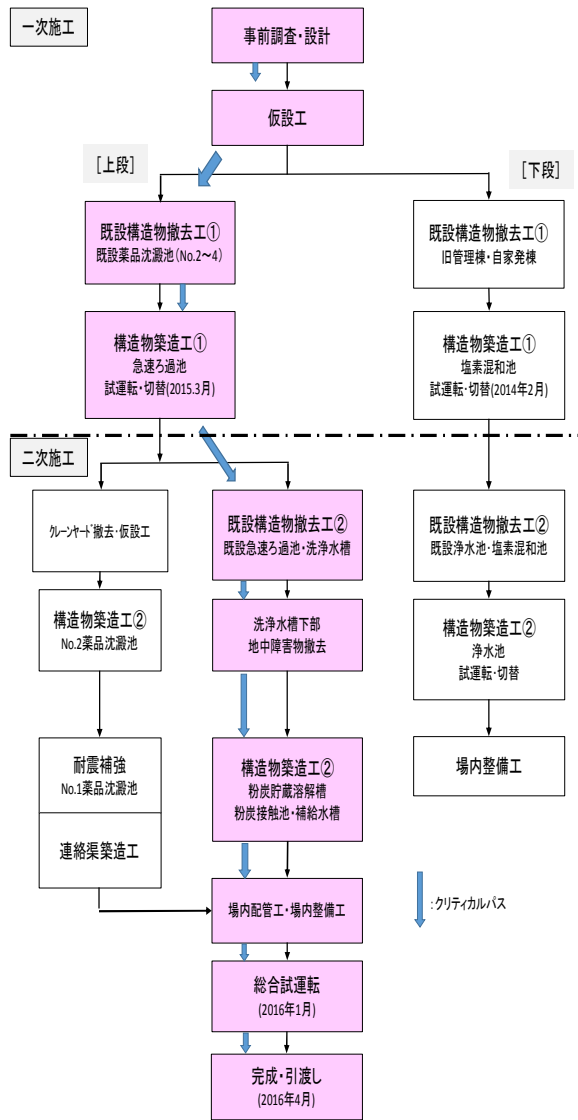 一次施工
事前調査・設計
仮設工
[上段]
[下段]
既設構造物撤去工①
既設薬品沈澱池(No.2～4)
既設構造物撤去工①
旧管理棟・自家発棟
構造物築造工①
急速ろ過池
試運転・切替(2015.3月)
構造物築造工①
塩素混和池
試運転・切替(2014年2月)
二次施工
クレーンヤード撤去・仮設工
既設構造物撤去工②
既設急速ろ過池・洗浄水槽
既設構造物撤去工②
既設浄水池・塩素混和池
構造物築造工②
No.2薬品沈澱池
洗浄水槽下部
地中障害物撤去
構造物築造工②
浄水池
試運転・切替
耐震補強
No.1薬品沈澱池
連絡渠築造工
構造物築造工②
粉炭貯蔵溶解槽
粉炭接触池・補給水槽
場内整備工
場内配管工・場内整備工
:クリティカルパス
総合試運転
(2016年1月)
完成・引渡し
(2016年4月)